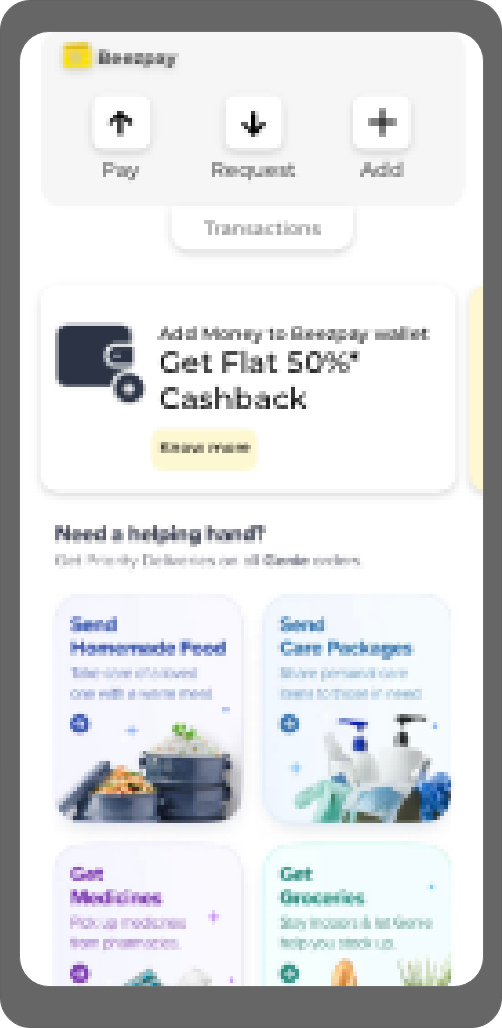 Beezpay
Pay
Request
Add
Transactions
Add Money to Beezpay wallet
Get Flat 50%*
Cashback
Know more
Need a helping hand?
Get Priority Deliveries on all Genie orders
Send
Homemade Food
Take care of a loved
one with a warm meal
Send
Care Packages
Share personal care
items to those in need
Get
Medicines
Pick up medicines
from pharmacies.
Get
Groceries
Stay indoors & let Genie
help you stock up.